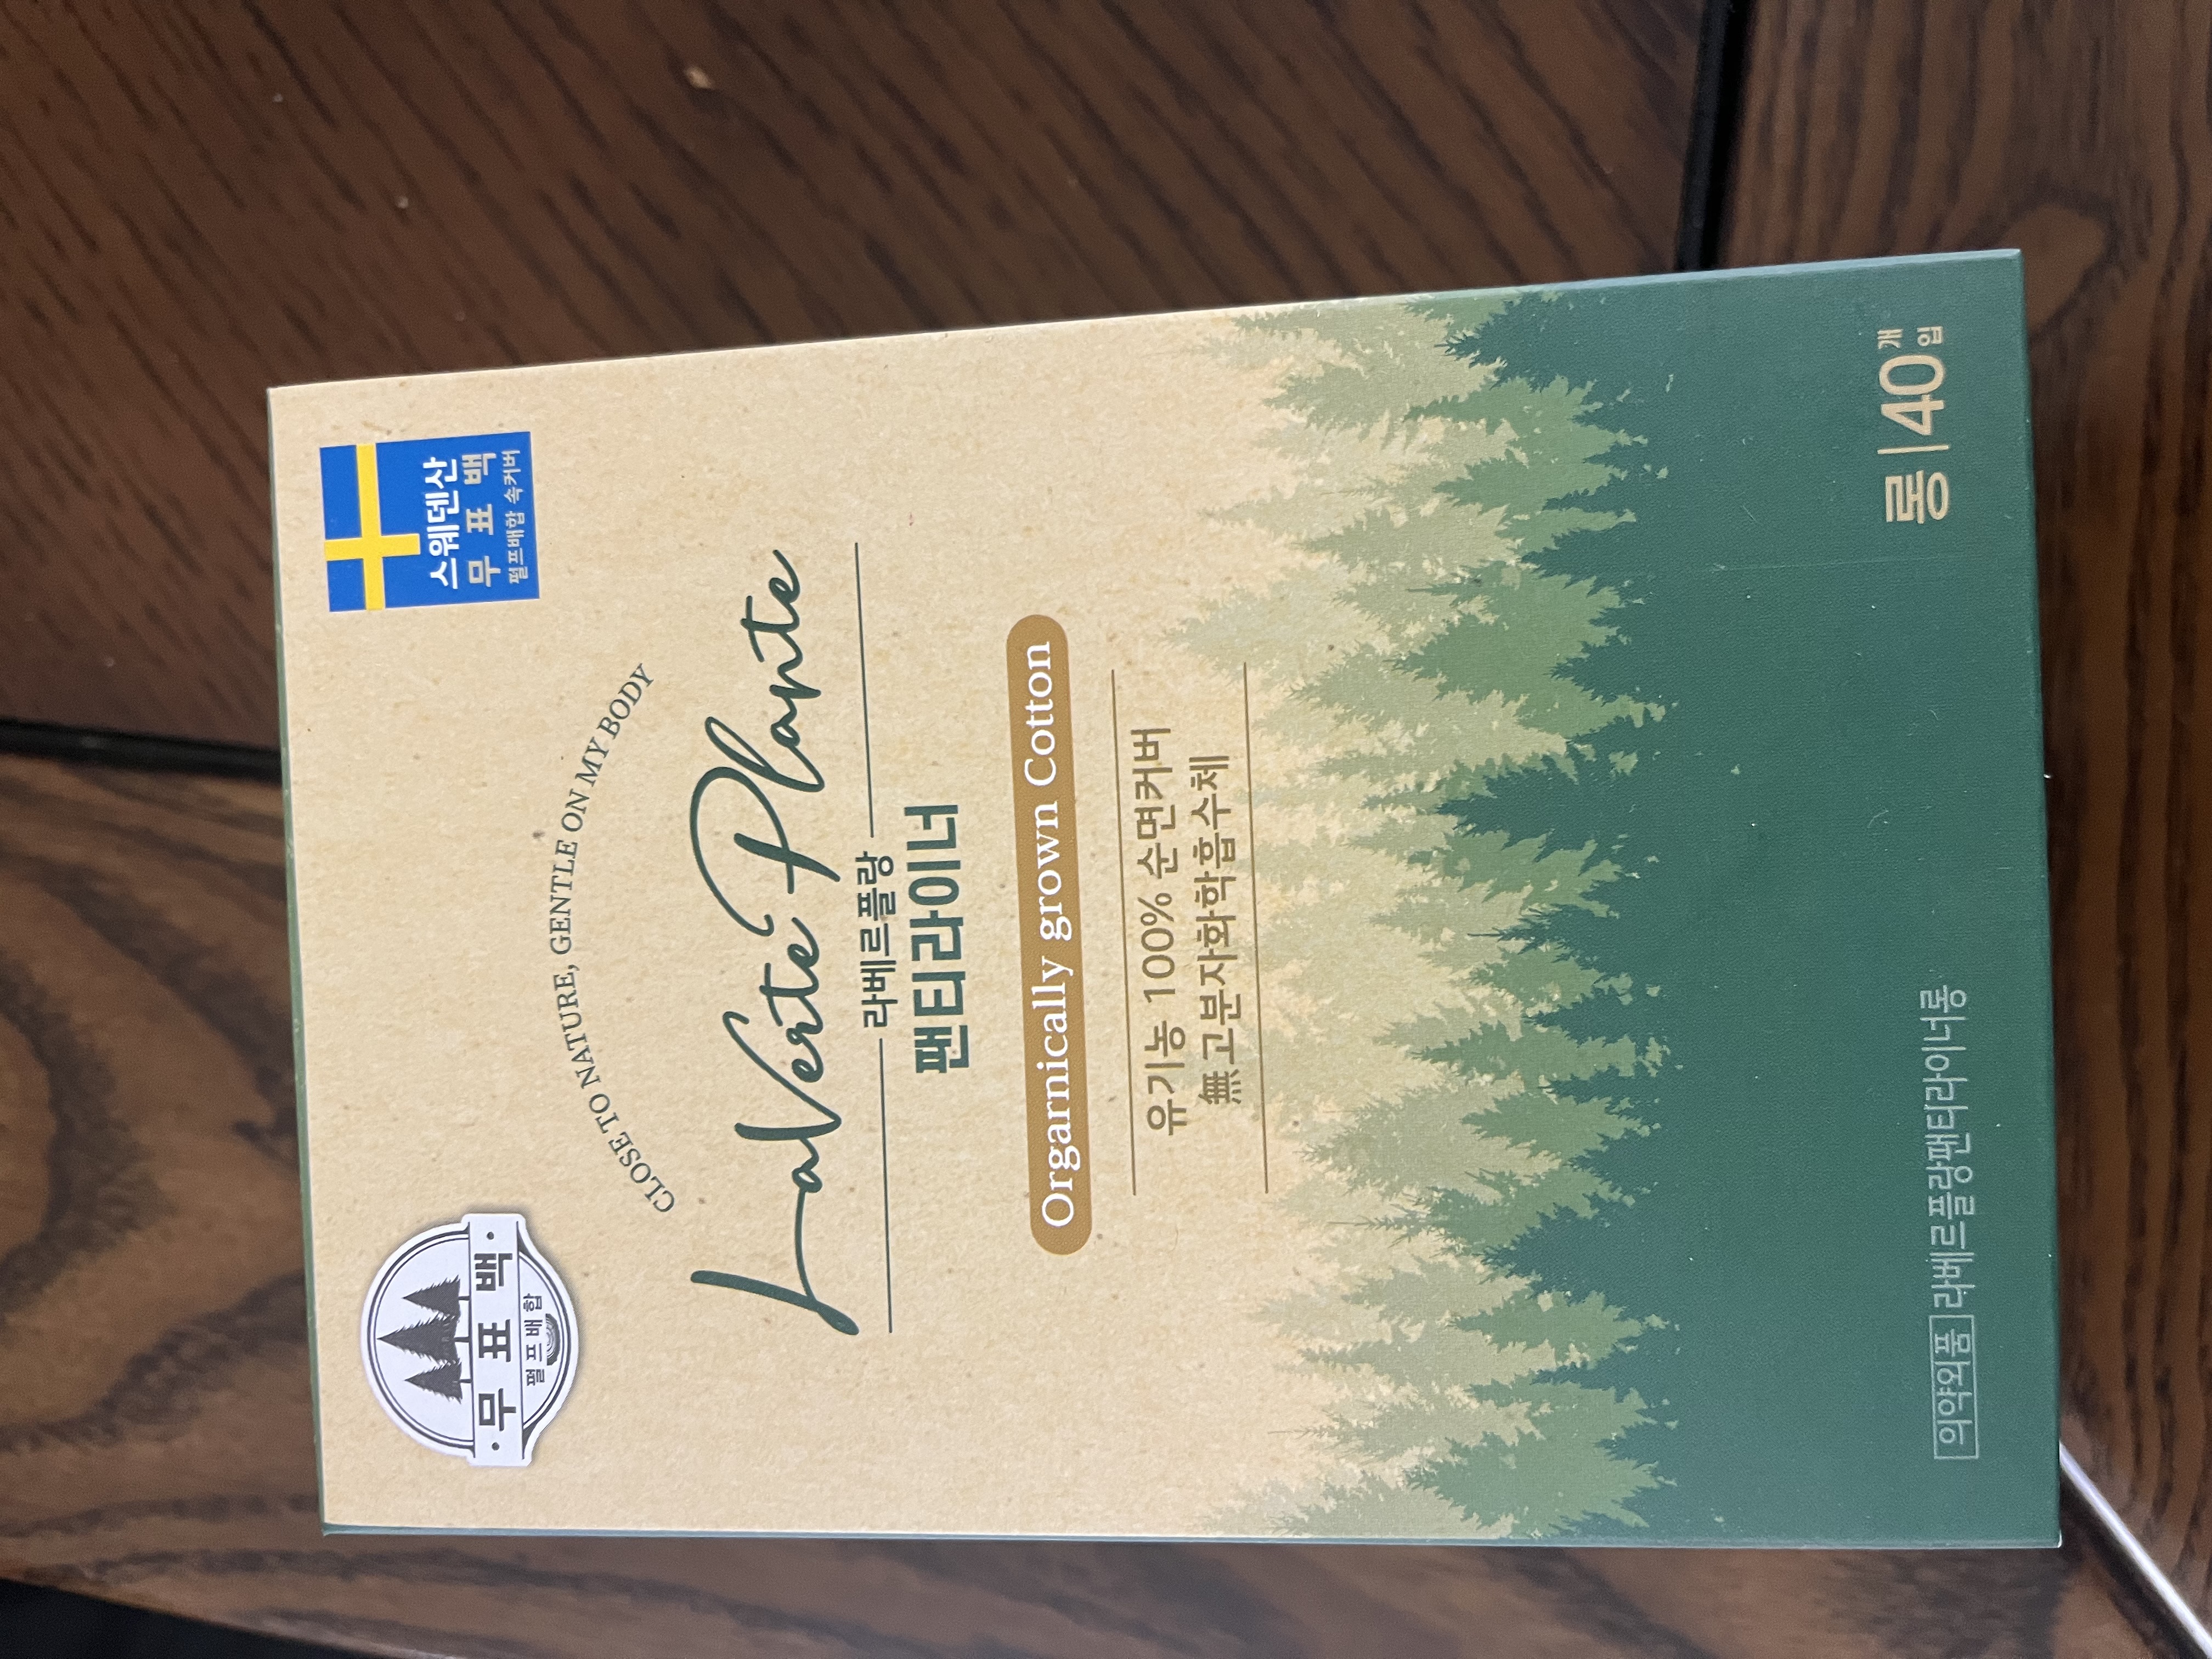 · 무 표 백 ·
펄프배합
스웨덴산
무 표 백
펄프배합 속커버
CLOSE TO NATURE, GENTLE ON MY BODY
LaVerté Plante
라베르플랑
팬티라이너
Orgarnically grown Cotton
유기농 100% 순면커버
無고분자화학흡수체
의약외품 라베르플랑팬티라이너롱
롱 | 40개입